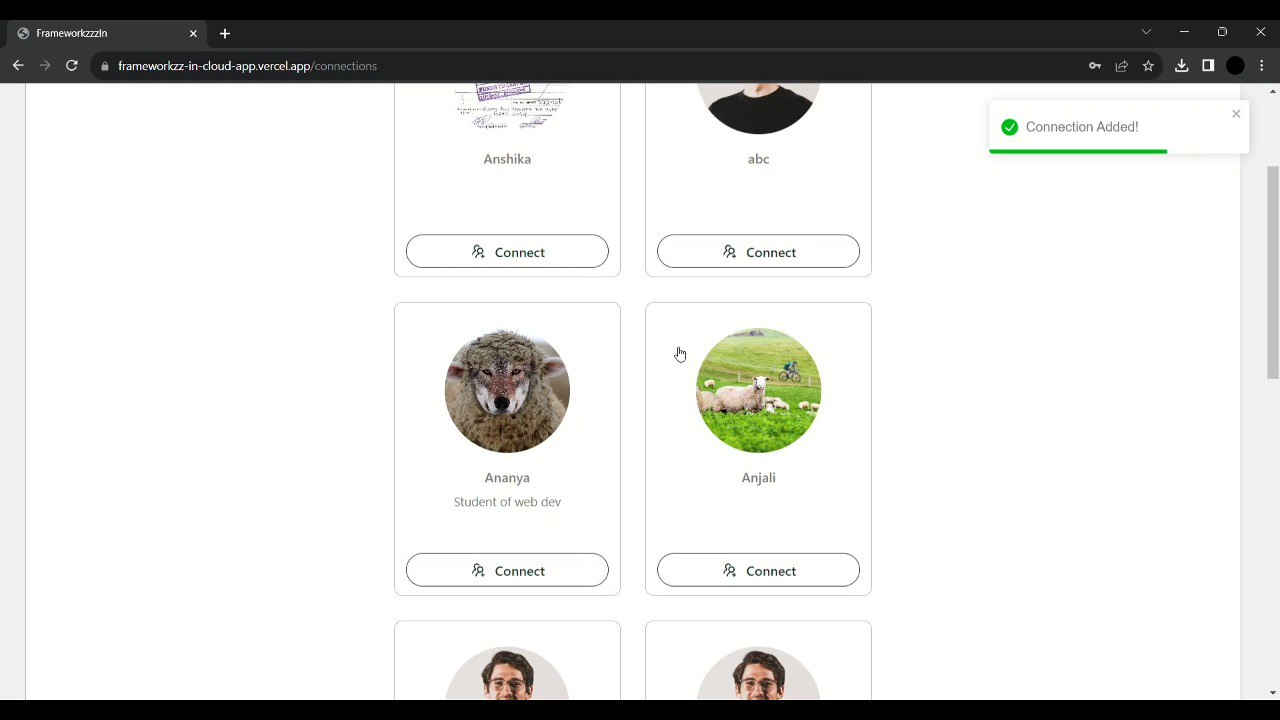 FrameworkzzzIn
frameworkzz-in-cloud-app.vercel.app/connections
Connection Added!
Anshika
abc
Connect
Connect
Ananya
Anjali
Student of web dev
Connect
Connect